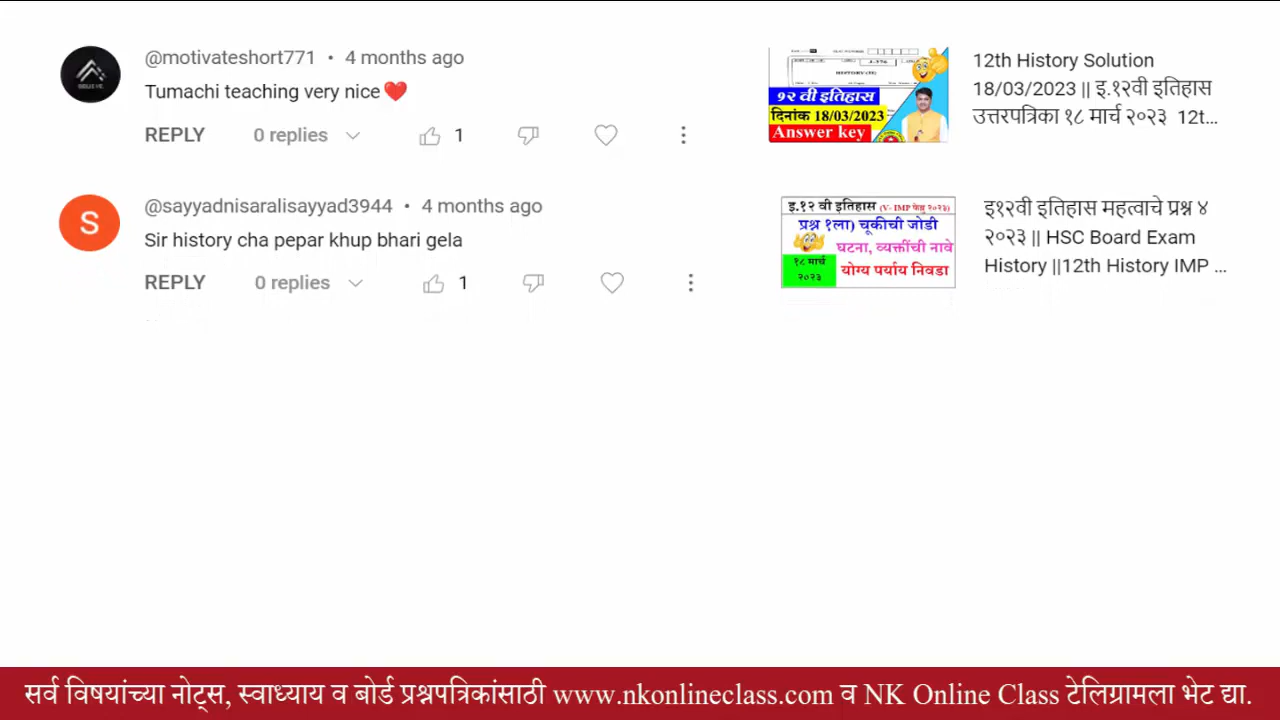 @motivateshort771 • 4 months ago
Tumachi teaching very nice❤️
REPLY 0 replies 1
12th History Solution
18/03/2023 || इ.१२वी इतिहास
उत्तरपत्रिका १८ मार्च २०२३ 12t...
HISTORY (H)
१२ वी इतिहास
दिनांक 18/03/2023
Answer key
S
@sayyadnisaralisayyad3944 • 4 months ago
Sir history cha pepar khup bhari gela
REPLY 0 replies 1
इ.१२ वी इतिहास (V- IMP फेब्रु २०२३)
प्रश्न १ला) चूकीची जोडी
घटना, व्यक्तींची नावे
१८ मार्च
२०२३
योग्य पर्याय निवडा
इ१२वी इतिहास महत्वाचे प्रश्न ४
२०२३ || HSC Board Exam
History ||12th History IMP ...
सर्व विषयांच्या नोट्स, स्वाध्याय व बोर्ड प्रश्नपत्रिकांसाठी www.nkonlineclass.com व NK Online Class टेलिग्रामला भेट द्या.